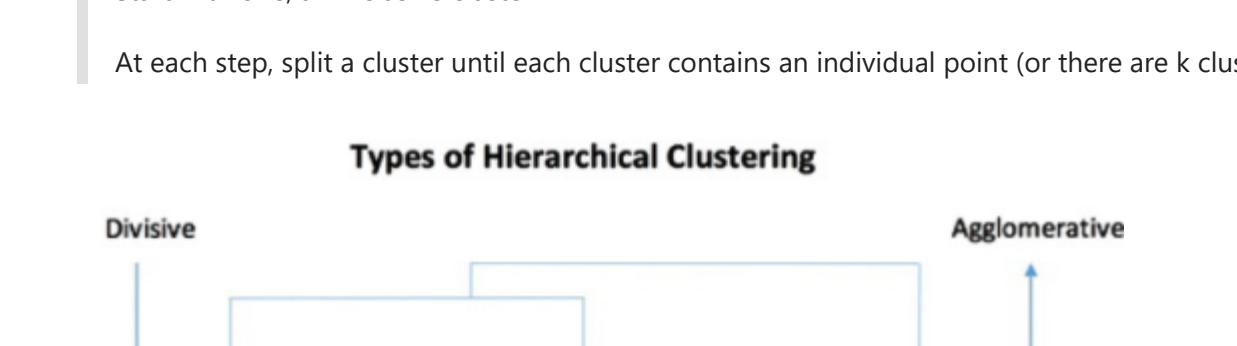 At each step, split a cluster until each cluster contains an individual point (or there are k
Types of Hierarchical Clustering
Divisive
Agglomerative